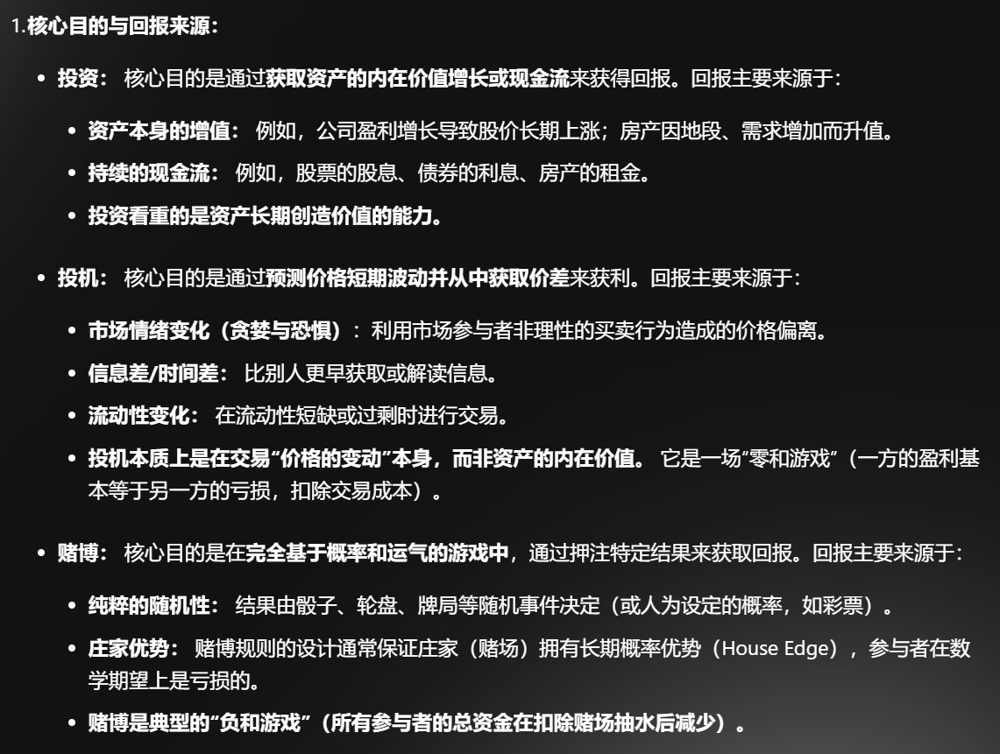 1.核心目的与回报来源：
• 投资： 核心目的是通过获取资产的内在价值增长或现金流来获得回报。回报主要来源于：
• 资产本身的增值： 例如，公司盈利增长导致股价长期上涨；房产因地段、需求增加而升值。
• 持续的现金流： 例如，股票的股息、债券的利息、房产的租金。
• 投资看重的是资产长期创造价值的能力。
• 投机： 核心目的是通过预测价格短期波动并从中获取价差来获利。回报主要来源于：
• 市场情绪变化（贪婪与恐惧）：利用市场参与者非理性的买卖行为造成的价格偏离。
• 信息差/时间差： 比别人更早获取或解读信息。
• 流动性变化： 在流动性短缺或过剩时进行交易。
• 投机本质上是在交易“价格的变动”本身，而非资产的内在价值。 它是一场“零和游戏”（一方的盈利基
本等于另一方的亏损，扣除交易成本）。
• 赌博： 核心目的是在完全基于概率和运气的游戏中，通过押注特定结果来获取回报。回报主要来源于：
• 纯粹的随机性： 结果由骰子、轮盘、牌局等随机事件决定（或人为设定的概率，如彩票）。
• 庄家优势： 赌博规则的设计通常保证庄家（赌场）拥有长期概率优势（House Edge），参与者在数
学期望上是亏损的。
• 赌博是典型的“负和游戏”（所有参与者的总资金在扣除赌场抽水后减少）。